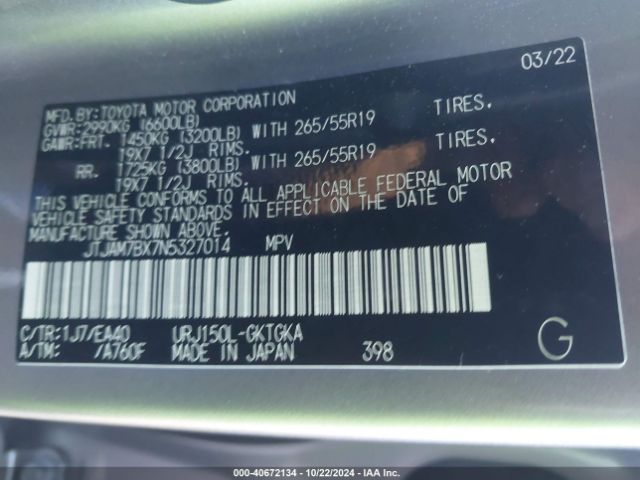 03/22
MFD.BY:TOYOTA MOTOR CORPORATION
GVWR:2990KG (6600LB)
GAWR:FRT. 1450KG (3200LB) WITH 265/55R19 TIRES.
19X7 1/2J RIMS.
RR. 1725KG (3800LB) WITH 265/55R19 TIRES.
19X7 1/2J RIMS.
THIS VEHICLE CONFORMS TO ALL APPLICABLE FEDERAL MOTOR
VEHICLE SAFETY STANDARDS IN EFFECT ON THE DATE OF
MANUFACTURE SHOWN ABOVE.
JTJAM7BX7N5327014 MPV
C/TR:1J7/EA40 URJ150L-GKTGKA
A/TM: /A760F MADE IN JAPAN 398 G
000-40672134 - 10/22/2024 - IAA Inc.